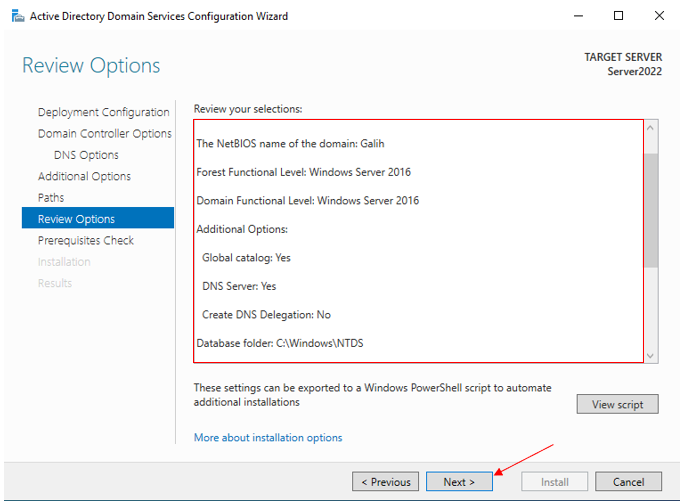 Active Directory Domain Services Configuration Wizard
Review Options
TARGET SERVER
Server2022
Deployment Configuration
Domain Controller Options
DNS Options
Additional Options
Paths
Review Options
Prerequisites Check
Installation
Results
Review your selections:
The NetBIOS name of the domain: Galih
Forest Functional Level: Windows Server 2016
Domain Functional Level: Windows Server 2016
Additional Options:
Global catalog: Yes
DNS Server: Yes
Create DNS Delegation: No
Database folder: C:\Windows\NTDS
These settings can be exported to a Windows PowerShell script to automate
additional installations
View script
More about installation options
< Previous
Next >
Install
Cancel